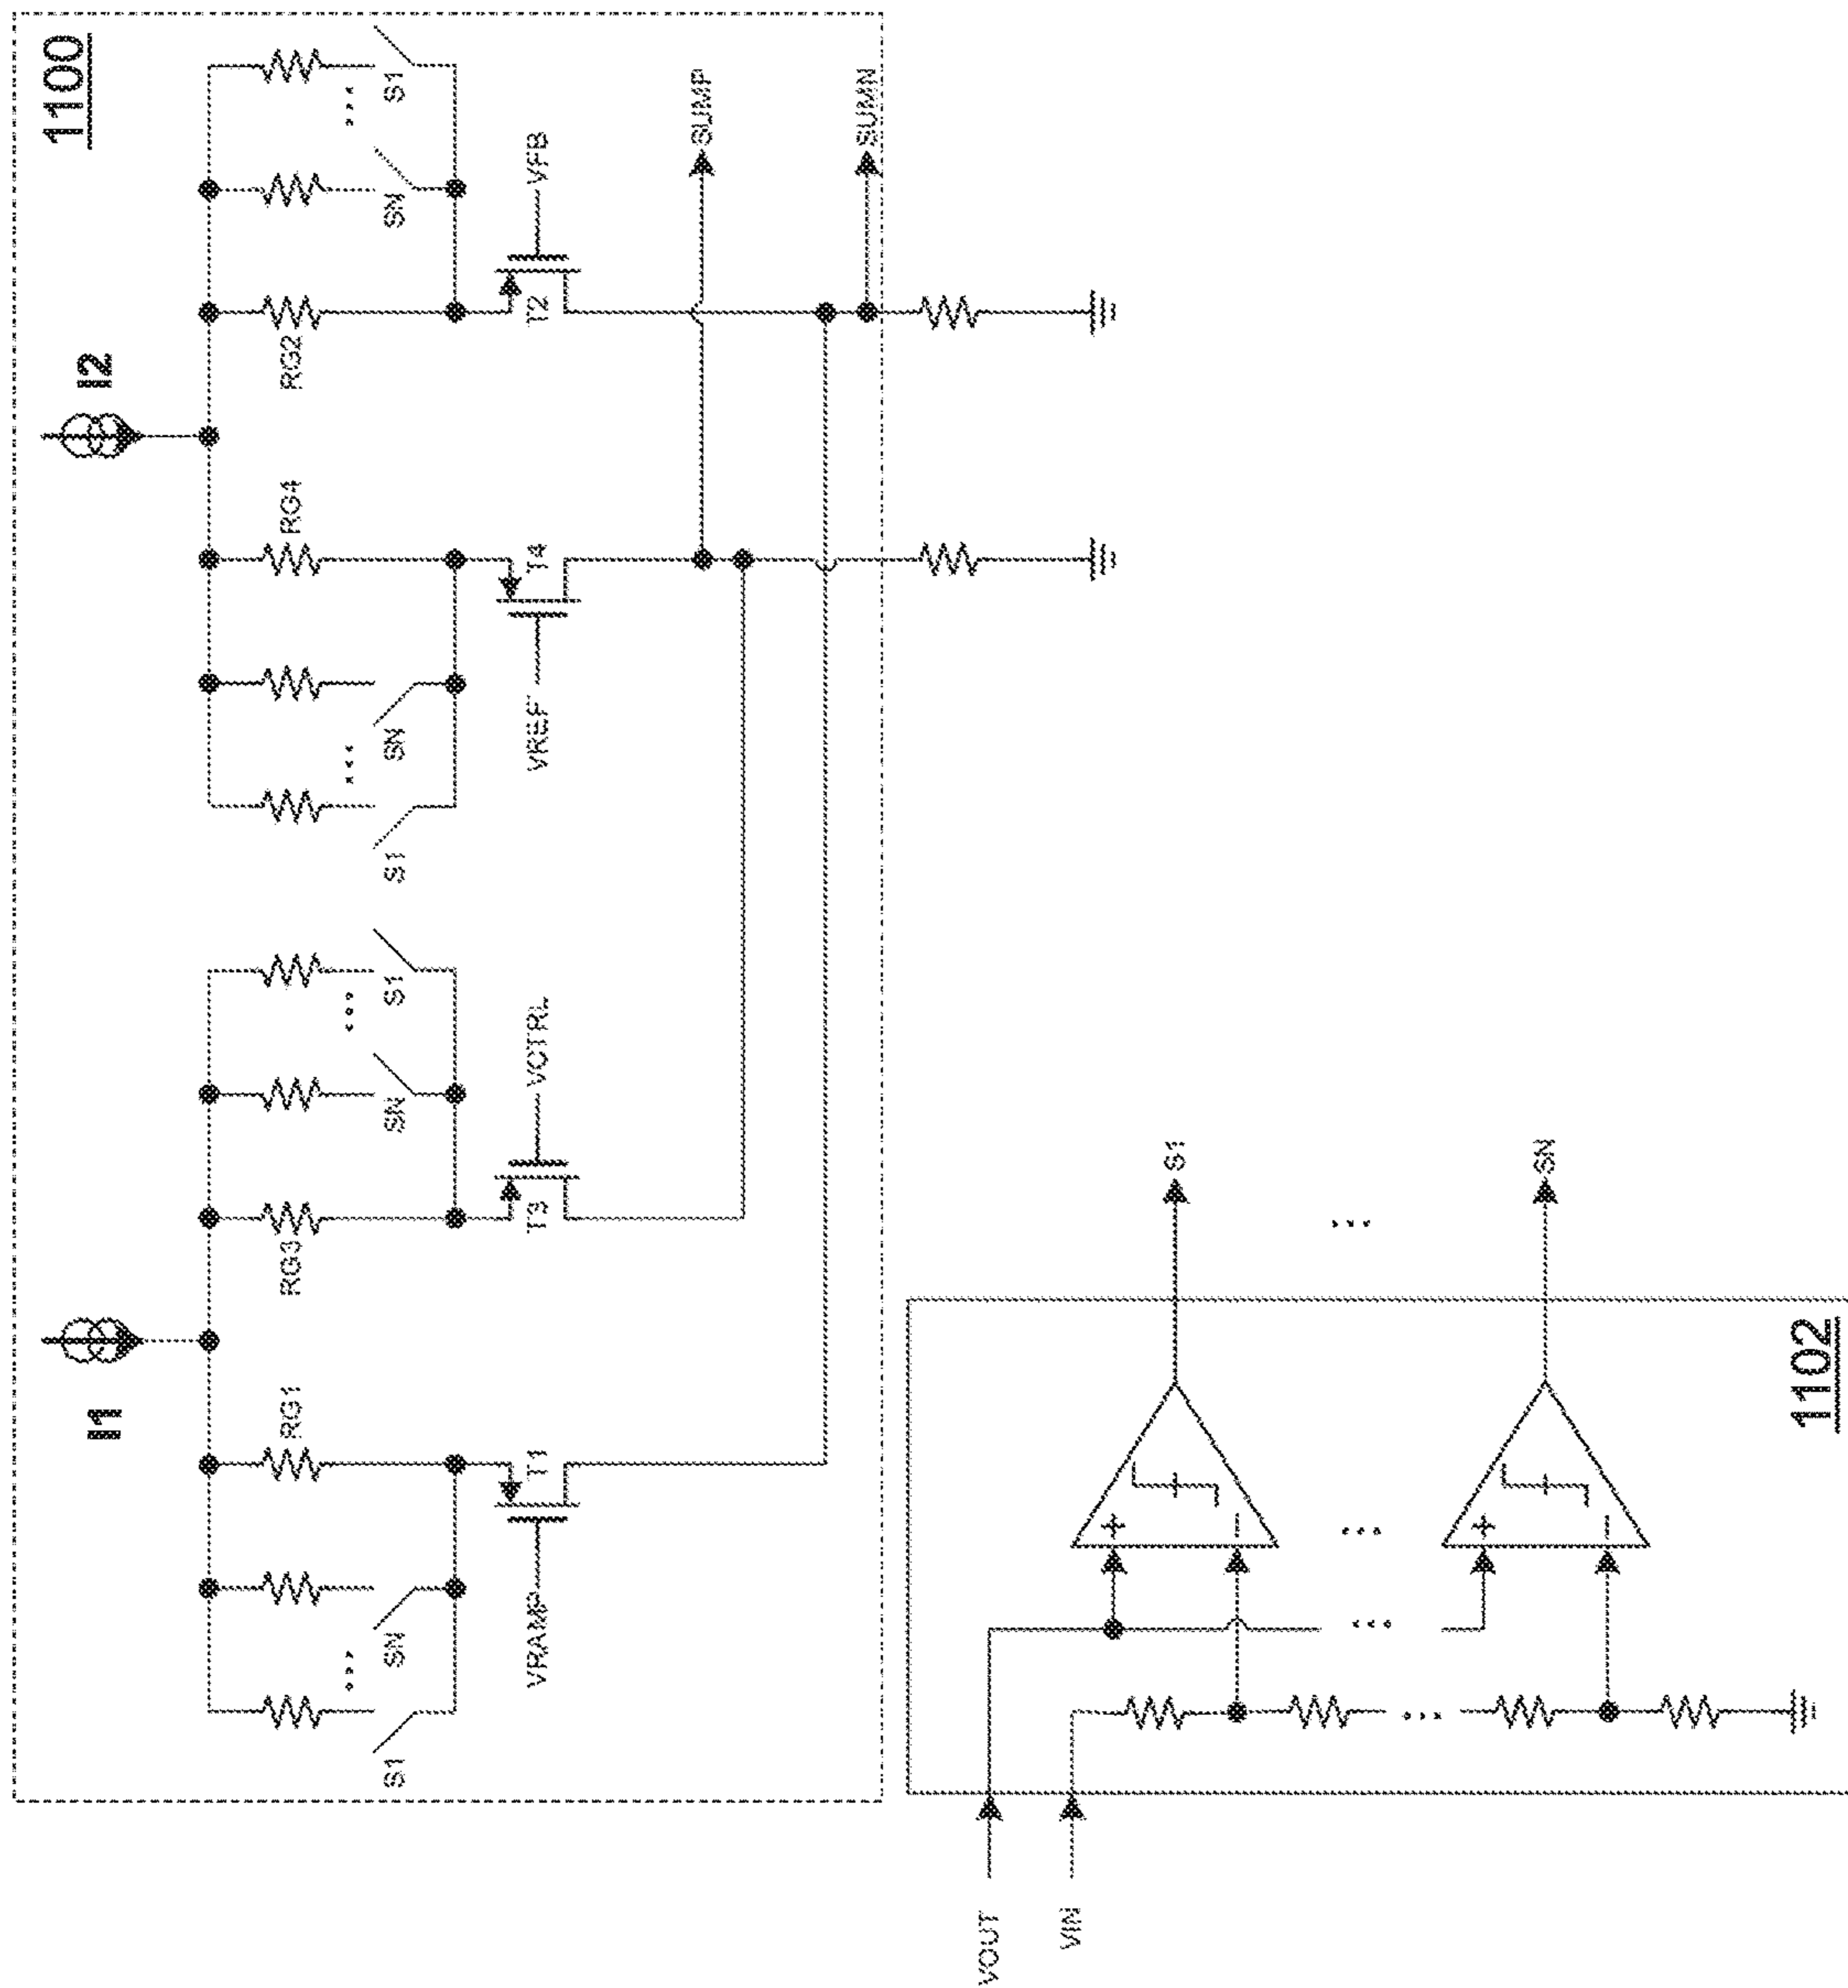 1100
I1
I2
RG1
RG3
RG4
RG2
S1
SN
SN
S1
S1
SN
SN
S1
VRAMP
T1
T3
VCTRL
VREF
T4
T2
VFB
SUMP
SUMN
VOUT
VIN
+
−
S1
+
−
SN
1102